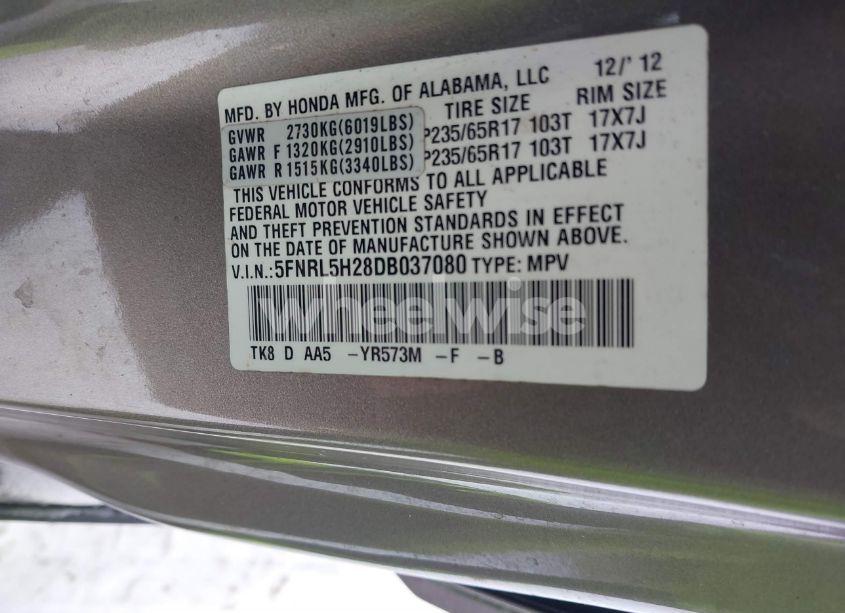 MFD. BY HONDA MFG. OF ALABAMA, LLC 12/' 12
TIRE SIZE RIM SIZE
GVWR 2730KG(6019LBS)
GAWR F 1320KG(2910LBS) P235/65R17 103T 17X7J
GAWR R 1515KG(3340LBS) P235/65R17 103T 17X7J
THIS VEHICLE CONFORMS TO ALL APPLICABLE
FEDERAL MOTOR VEHICLE SAFETY
AND THEFT PREVENTION STANDARDS IN EFFECT
ON THE DATE OF MANUFACTURE SHOWN ABOVE.
V.I.N.:5FNRL5H28DB037080 TYPE: MPV
wheelwise
TK8 D AA5 -YR573M -F -B